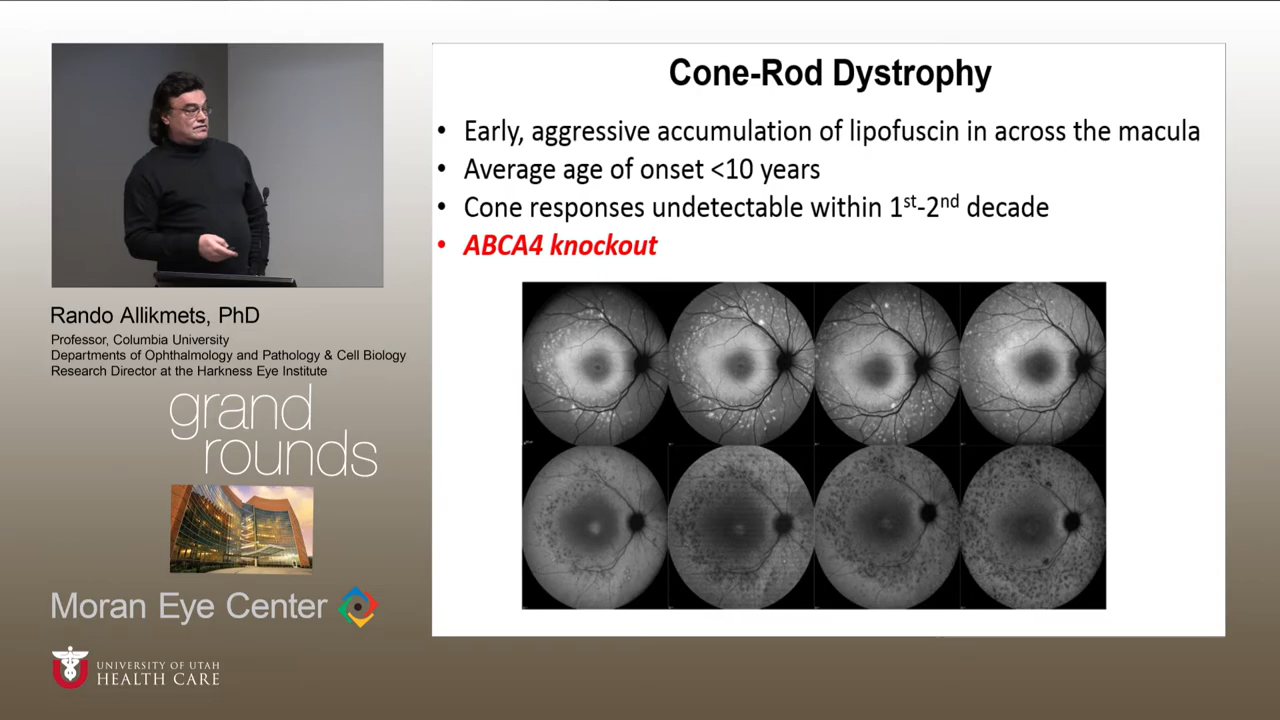 Cone-Rod Dystrophy
• Early, aggressive accumulation of lipofuscin in across the macula
• Average age of onset <10 years
• Cone responses undetectable within 1st-2nd decade
• ABCA4 knockout
Rando Allikmets, PhD
Professor, Columbia University
Departments of Ophthalmology and Pathology & Cell Biology
Research Director at the Harkness Eye Institute
grand
rounds
Moran Eye Center
UNIVERSITY OF UTAH
HEALTH CARE